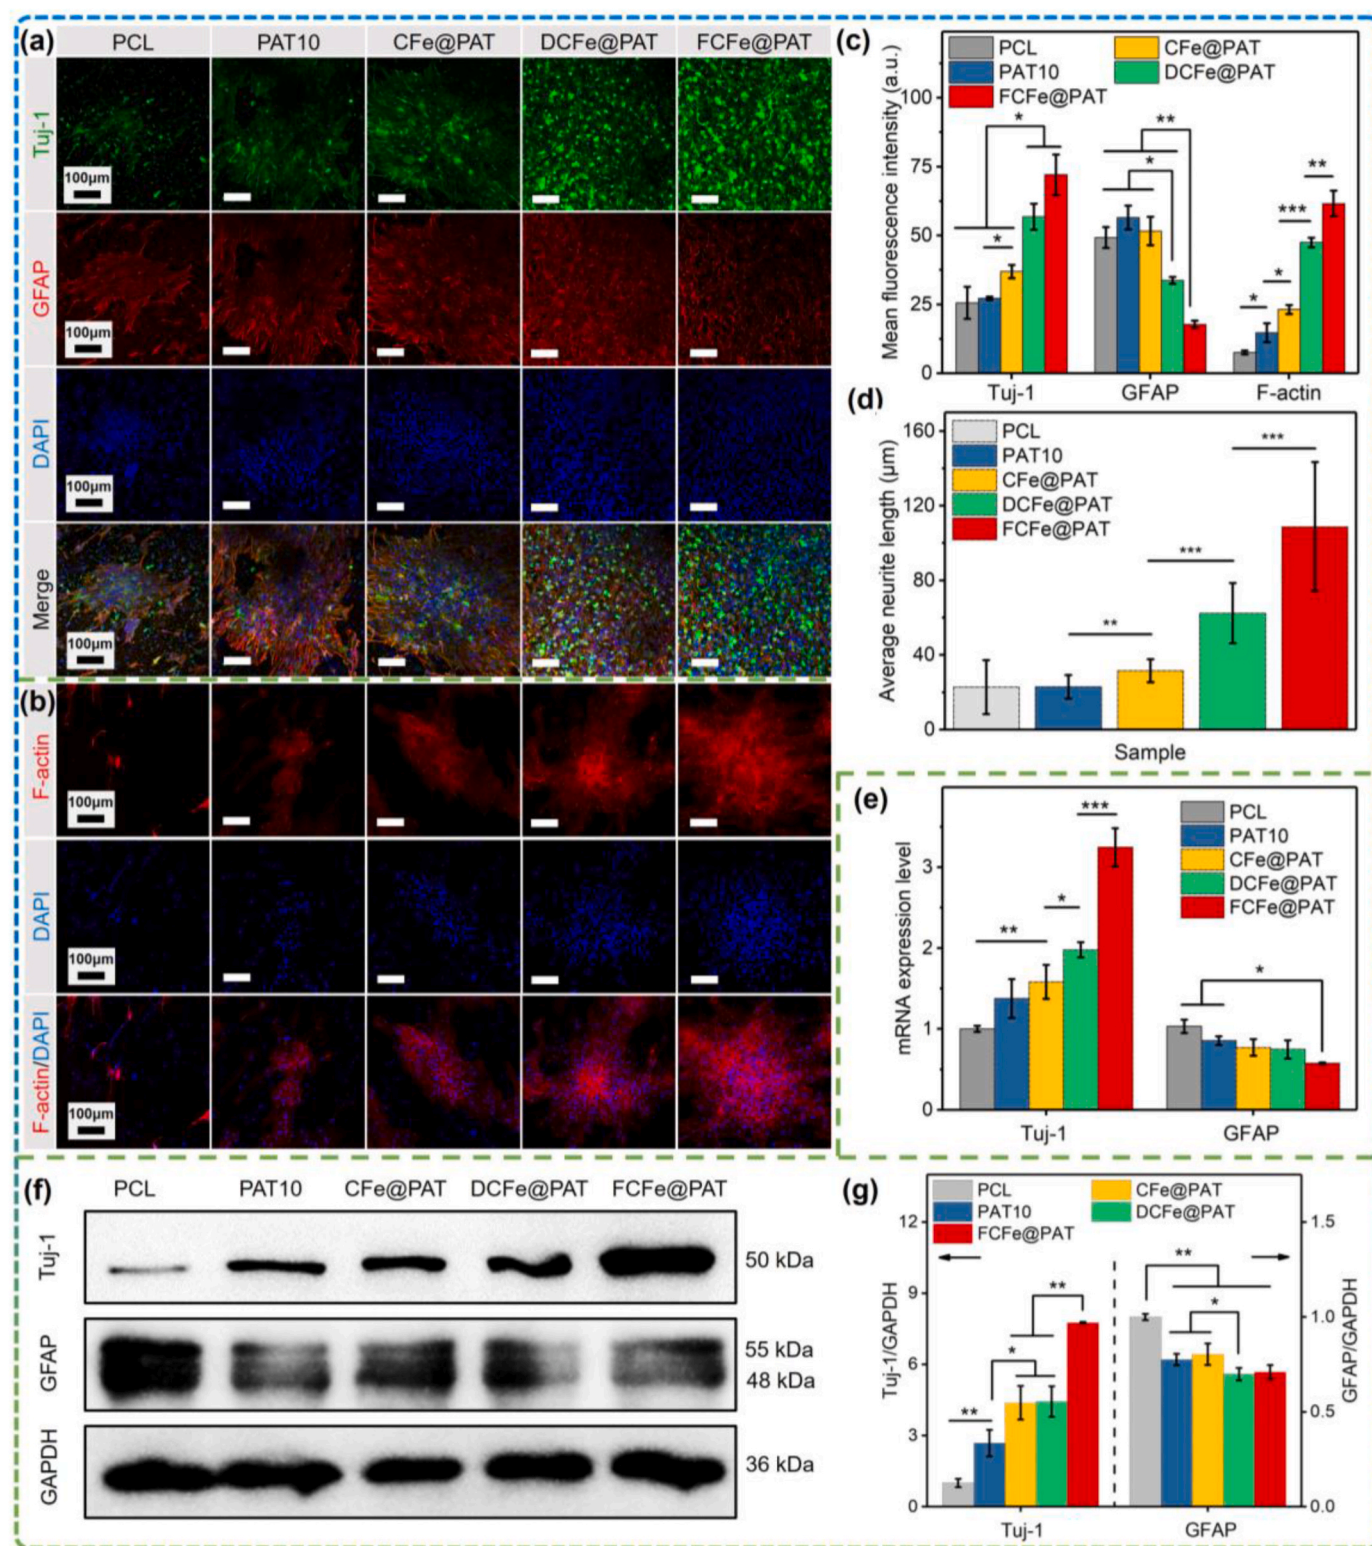 (a) PCL PAT10 CFe@PAT DCFe@PAT FCFe@PAT
Tuj-1
100μm
GFAP
100μm
DAPI
100μm
Merge
100μm
(b)
F-actin
100μm
DAPI
100μm
F-actin/DAPI
100μm
(c)
PCL CFe@PAT
PAT10 DCFe@PAT
FCFe@PAT
Mean fluorescence intensity (a.u.)
100
75
50
25
0
* * ** * * * *** **
Tuj-1 GFAP F-actin
(d)
PCL
PAT10
CFe@PAT
DCFe@PAT
FCFe@PAT
Average neurite length (μm)
160
120
80
40
0
** *** ***
Sample
(e)
PCL
PAT10
CFe@PAT
DCFe@PAT
FCFe@PAT
mRNA expression level
3
2
1
0
** * *** *
Tuj-1 GFAP
(f) PCL PAT10 CFe@PAT DCFe@PAT FCFe@PAT
Tuj-1 50 kDa
GFAP 55 kDa
48 kDa
GAPDH 36 kDa
(g)
PCL CFe@PAT
PAT10 DCFe@PAT
FCFe@PAT
Tuj-1/GAPDH
12
9
6
3
0
** * ** ** *
1.5
1.0
0.5
0.0
GFAP/GAPDH
Tuj-1 GFAP